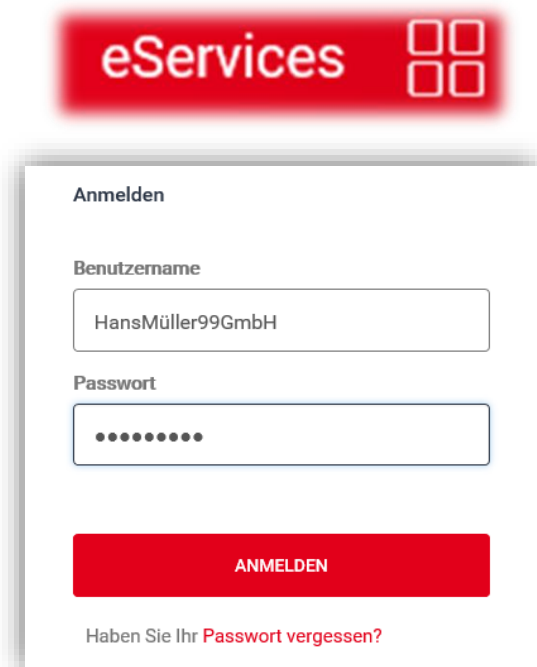 eServices
Anmelden
Benutzername
HansMüller99GmbH
Passwort
•••••••••
ANMELDEN
Haben Sie Ihr Passwort vergessen?